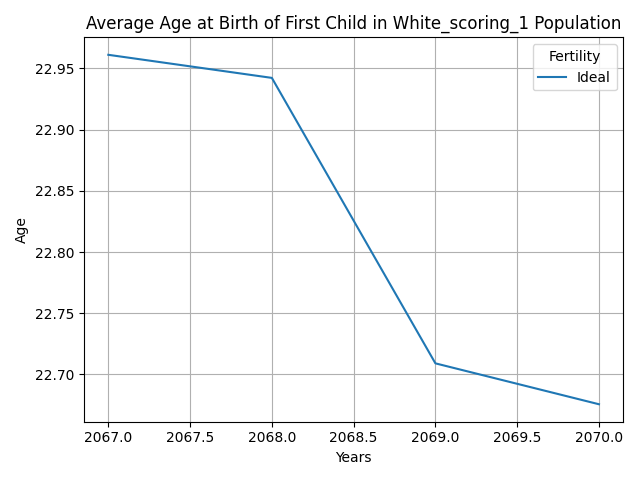 Average Age at Birth of First Child in White_scoring_1 Population
Fertility
Ideal
22.95
22.90
22.85
22.80
22.75
22.70
Age
2067.0 2067.5 2068.0 2068.5 2069.0 2069.5 2070.0
Years